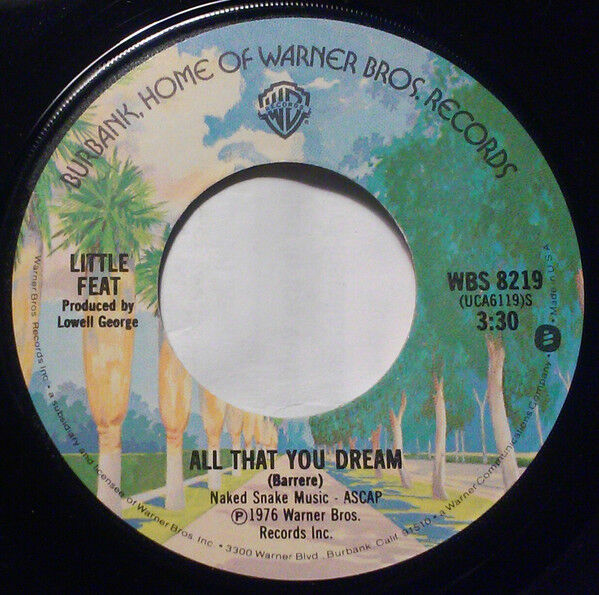 BURBANK, HOME OF WARNER BROS. RECORDS
RECORDS
LITTLE
FEAT
Produced by
Lowell George
WBS 8219
(UCA6119)S
3:30
ALL THAT YOU DREAM
(Barrere)
Naked Snake Music - ASCAP
Ⓟ1976 Warner Bros.
Records Inc.
Warner Bros. Records Inc. • a subsidiary and licensee of Warner Bros. Inc. • 3300 Warner Blvd., Burbank, Calif. 91510 • a Warner Communications Company • Made in U.S.A.